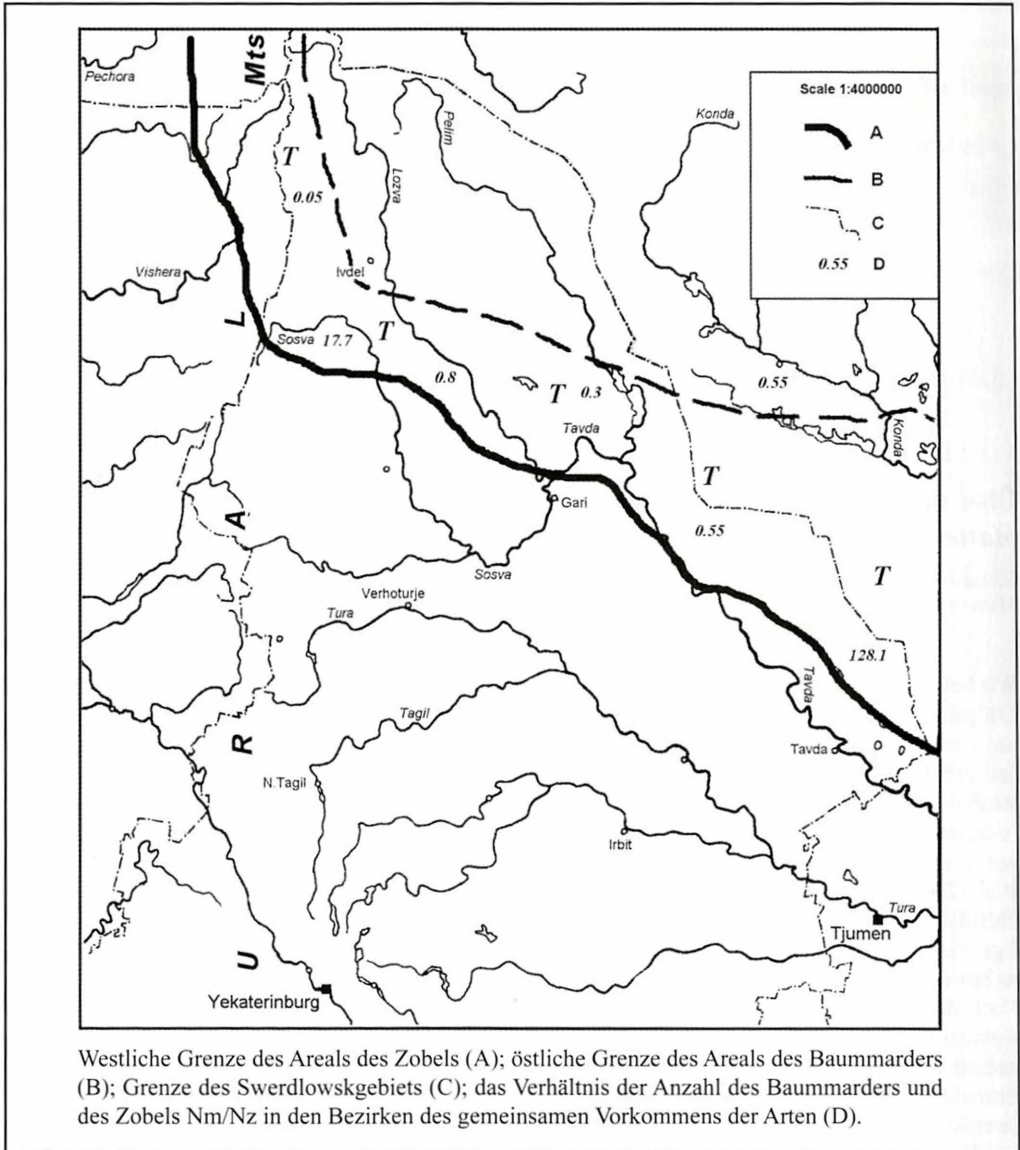 Pechora
Mts
Scale 1:4000000
A
B
C
0.55 D
Konda
Pelim
Lozva
T
0.05
Vishera
Ivdel
L
Sosva 17.7
T
0.8
T 0.3
0.55
Konda
Tavda
T
Gari
0.55
A
Sosva
T
Verhoturje
Tura
128.1
Tavda
Tagil
R
Tavda
N.Tagil
Irbit
Tura
Tjumen
U
Yekaterinburg
Westliche Grenze des Areals des Zobels (A); östliche Grenze des Areals des Baummarders
(B); Grenze des Swerdlowskgebiets (C); das Verhältnis der Anzahl des Baummarders und
des Zobels Nm/Nz in den Bezirken des gemeinsamen Vorkommens der Arten (D).